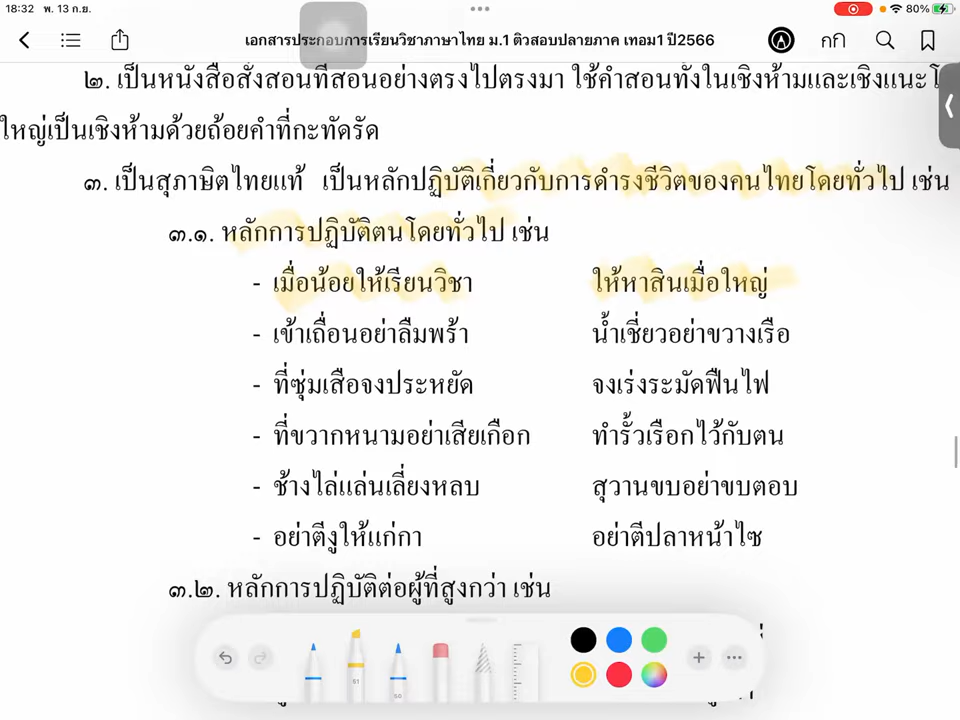 18:32 พ. 13 ก.ย.
80%
เอกสารประกอบการเรียนวิชาภาษาไทย ม.1 ติวสอบปลายภาค เทอม1 ปี2566
กกิ
๒. เป็นหนังสือสั่งสอนที่สอนอย่างตรงไปตรงมา ใช้คำสอนทั้งในเชิงห้ามและเชิงแนะ
ใหญ่เป็นเชิงห้ามด้วยถ้อยคำที่กะทัดรัด
๓. เป็นสุภาษิตไทยแท้ เป็นหลักปฏิบัติเกี่ยวกับการดำรงชีวิตของคนไทยโดยทั่วไป เช่น
๓.๑. หลักการปฏิบัติตนโดยทั่วไป เช่น
- เมื่อน้อยให้เรียนวิชา ให้หาสินเมื่อใหญ่
- เข้าเถื่อนอย่าลืมพร้า น้ำเชี่ยวอย่าขวางเรือ
- ที่ซุ่มเสือจงประหยัด จงเร่งระมัดฟืนไฟ
- ที่ขวากหนามอย่าเสียเกือก ทำรั้วเรือกไว้กับตน
- ช้างไล่แล่นเลี่ยงหลบ สุวานขบอย่าขบตอบ
- อย่าตีงูให้แก่กา อย่าตีปลาหน้าไซ
๓.๒. หลักการปฏิบัติต่อผู้ที่สูงกว่า เช่น
51
50